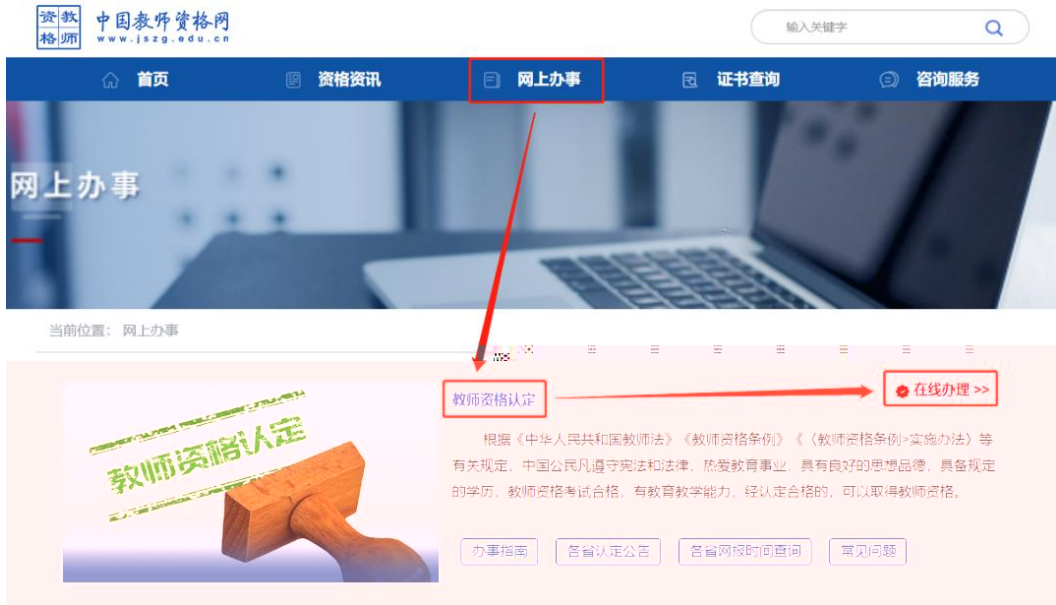 资教
格师
中国教师资格网
www.jszg.edu.cn
输入关键字
首页
资格资讯
网上办事
证书查询
咨询服务
网上办事
当前位置： 网上办事
教师资格认定
在线办理 >>
教师资格认定
根据《中华人民共和国教师法》《教师资格条例》《〈教师资格条例>实施办法》等
有关规定，中国公民凡遵守宪法和法律，热爱教育事业，具有良好的思想品德，具备规定
的学历，教师资格考试合格，有教育教学能力，经认定合格的，可以取得教师资格。
办事指南
各省认定公告
各省网报时间查询
常见问题